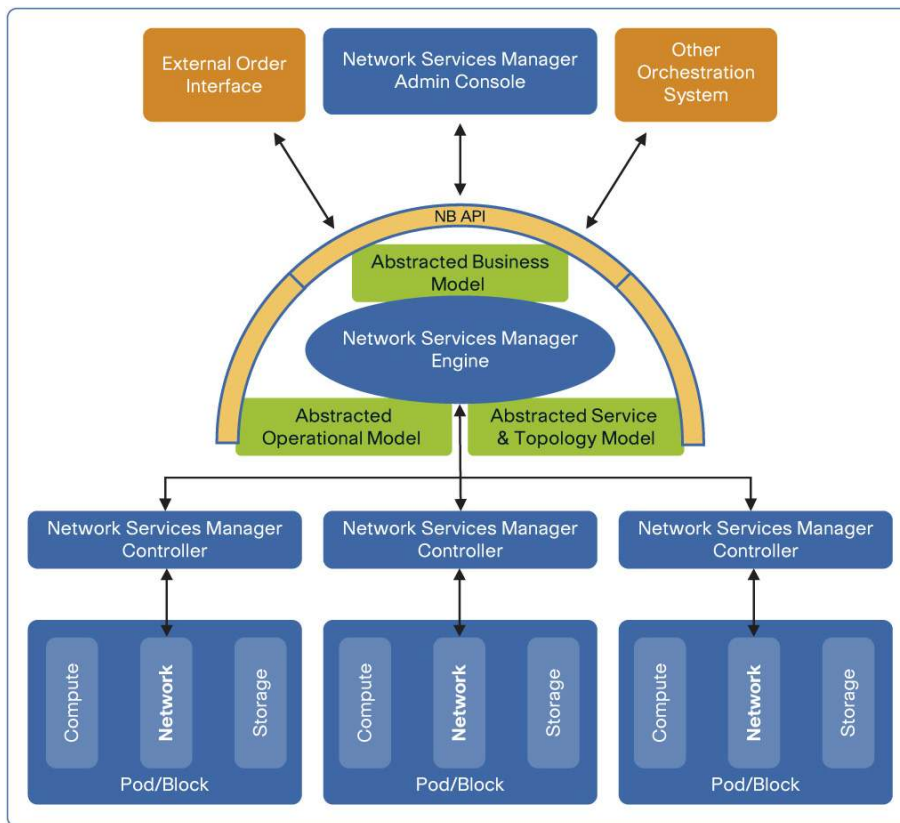 External Order
Interface
Network Services Manager
Admin Console
Other
Orchestration
System
NB API
Abstracted Business
Model
Network Services Manager
Engine
Abstracted
Operational Model
Abstracted Service
& Topology Model
Network Services Manager
Controller
Network Services Manager
Controller
Network Services Manager
Controller
Compute
Network
Storage
Pod/Block
Compute
Network
Storage
Pod/Block
Compute
Network
Storage
Pod/Block